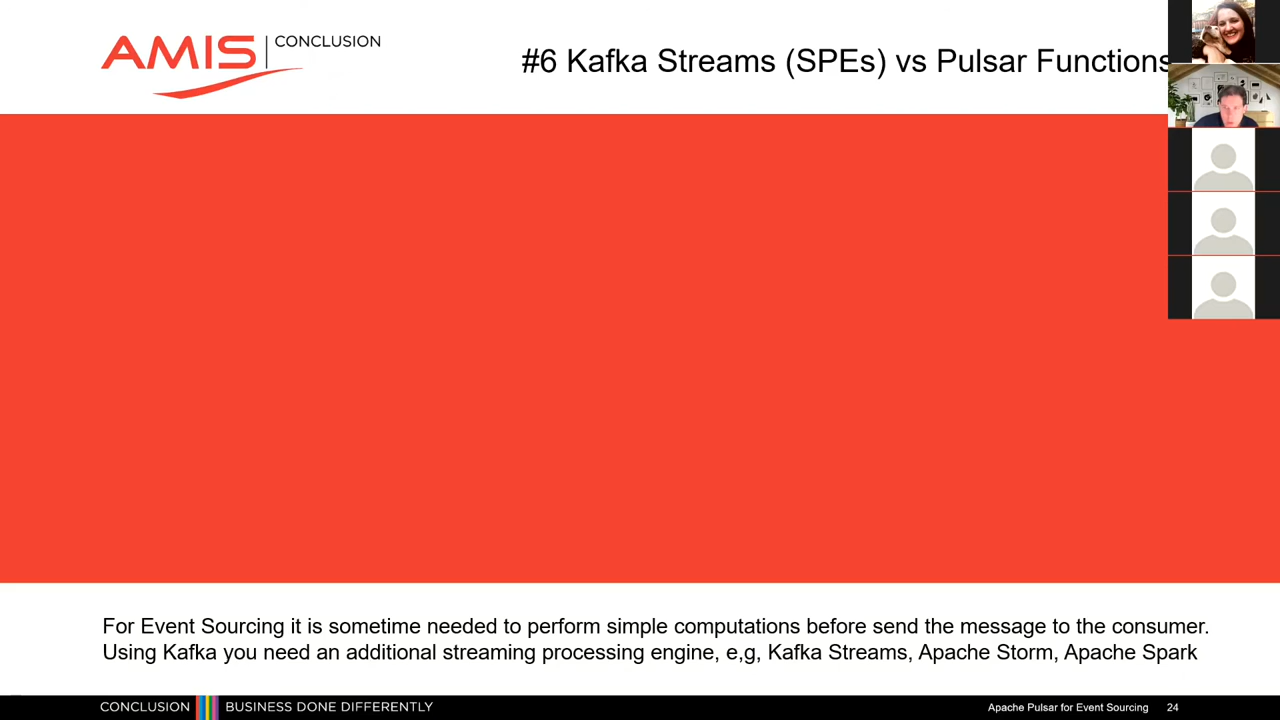 AMIS CONCLUSION
#6 Kafka Streams (SPEs) vs Pulsar Functions
For Event Sourcing it is sometime needed to perform simple computations before send the message to the consumer.
Using Kafka you need an additional streaming processing engine, e,g, Kafka Streams, Apache Storm, Apache Spark
CONCLUSION BUSINESS DONE DIFFERENTLY
Apache Pulsar for Event Sourcing 24